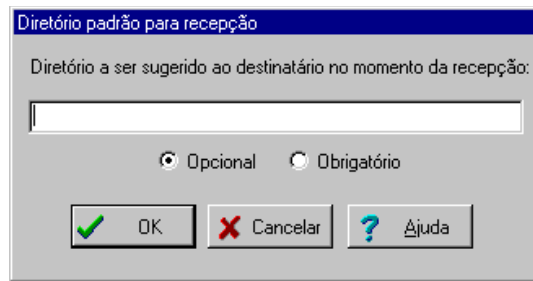 Diretório padrão para recepção
Diretório a ser sugerido ao destinatário no momento da recepção:
Opcional Obrigatório
OK Cancelar Ajuda